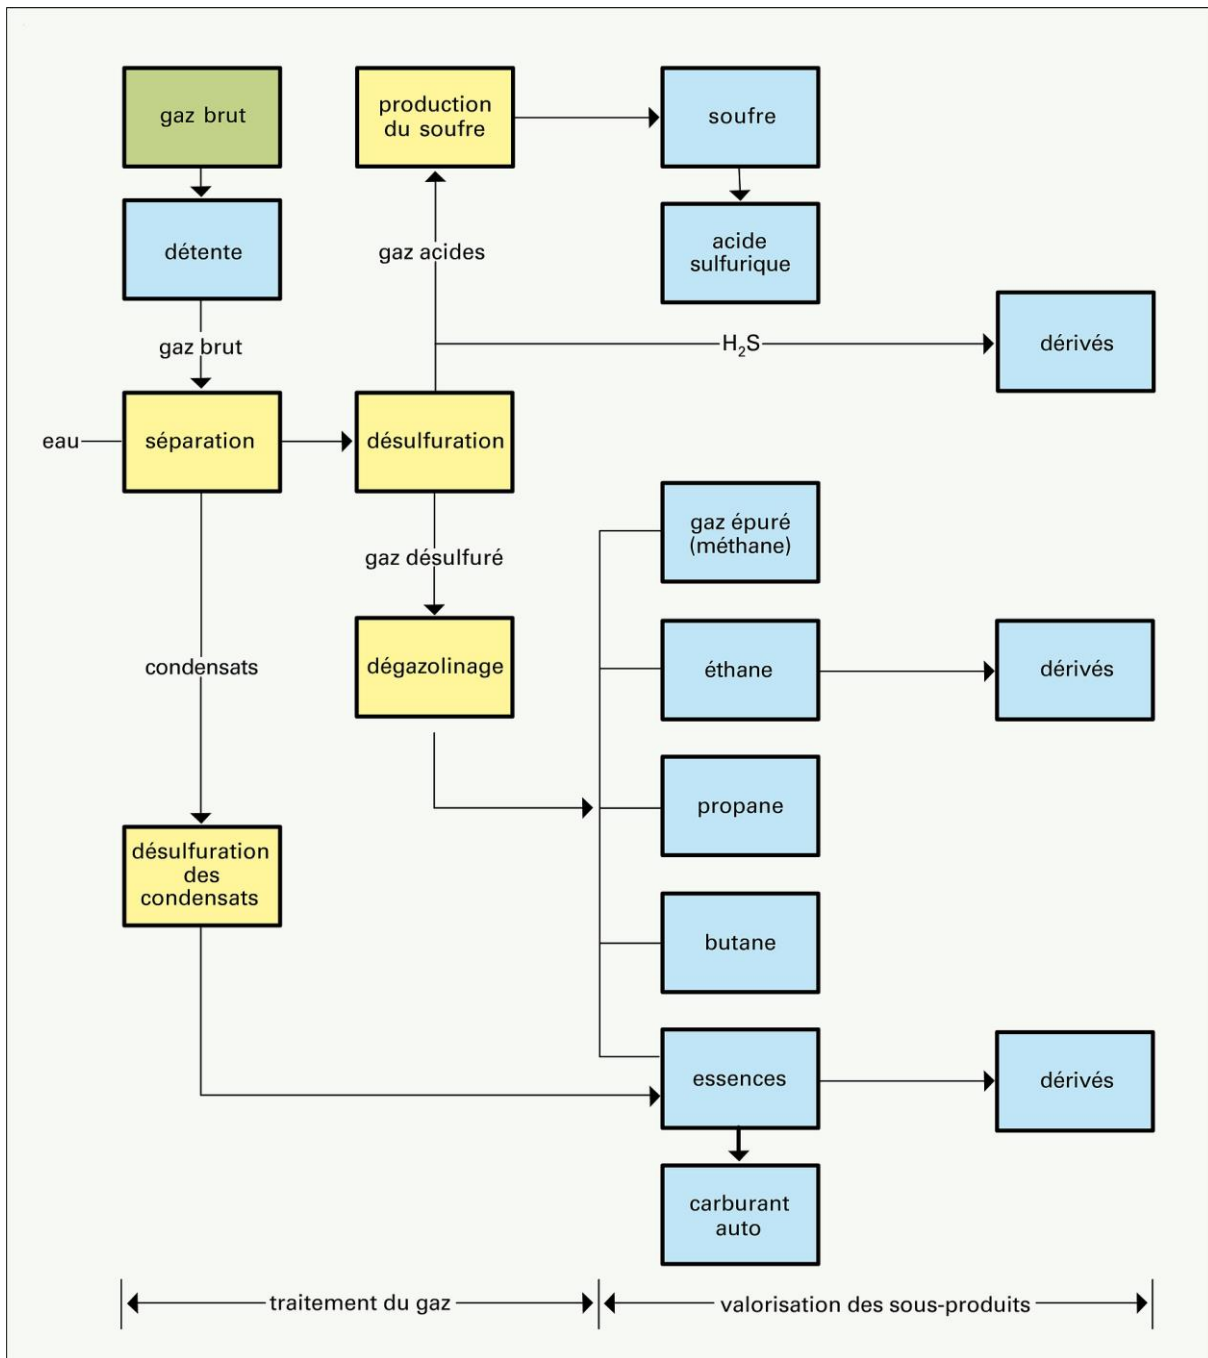 gaz brut
production
du soufre
soufre
détente
gaz acides
acide
sulfurique
gaz brut
H₂S
dérivés
eau
séparation
désulfuration
gaz épuré
(méthane)
gaz désulfuré
condensats
dégazolinage
éthane
dérivés
propane
désulfuration
des
condensats
butane
essences
dérivés
carburant
auto
traitement du gaz
valorisation des sous-produits